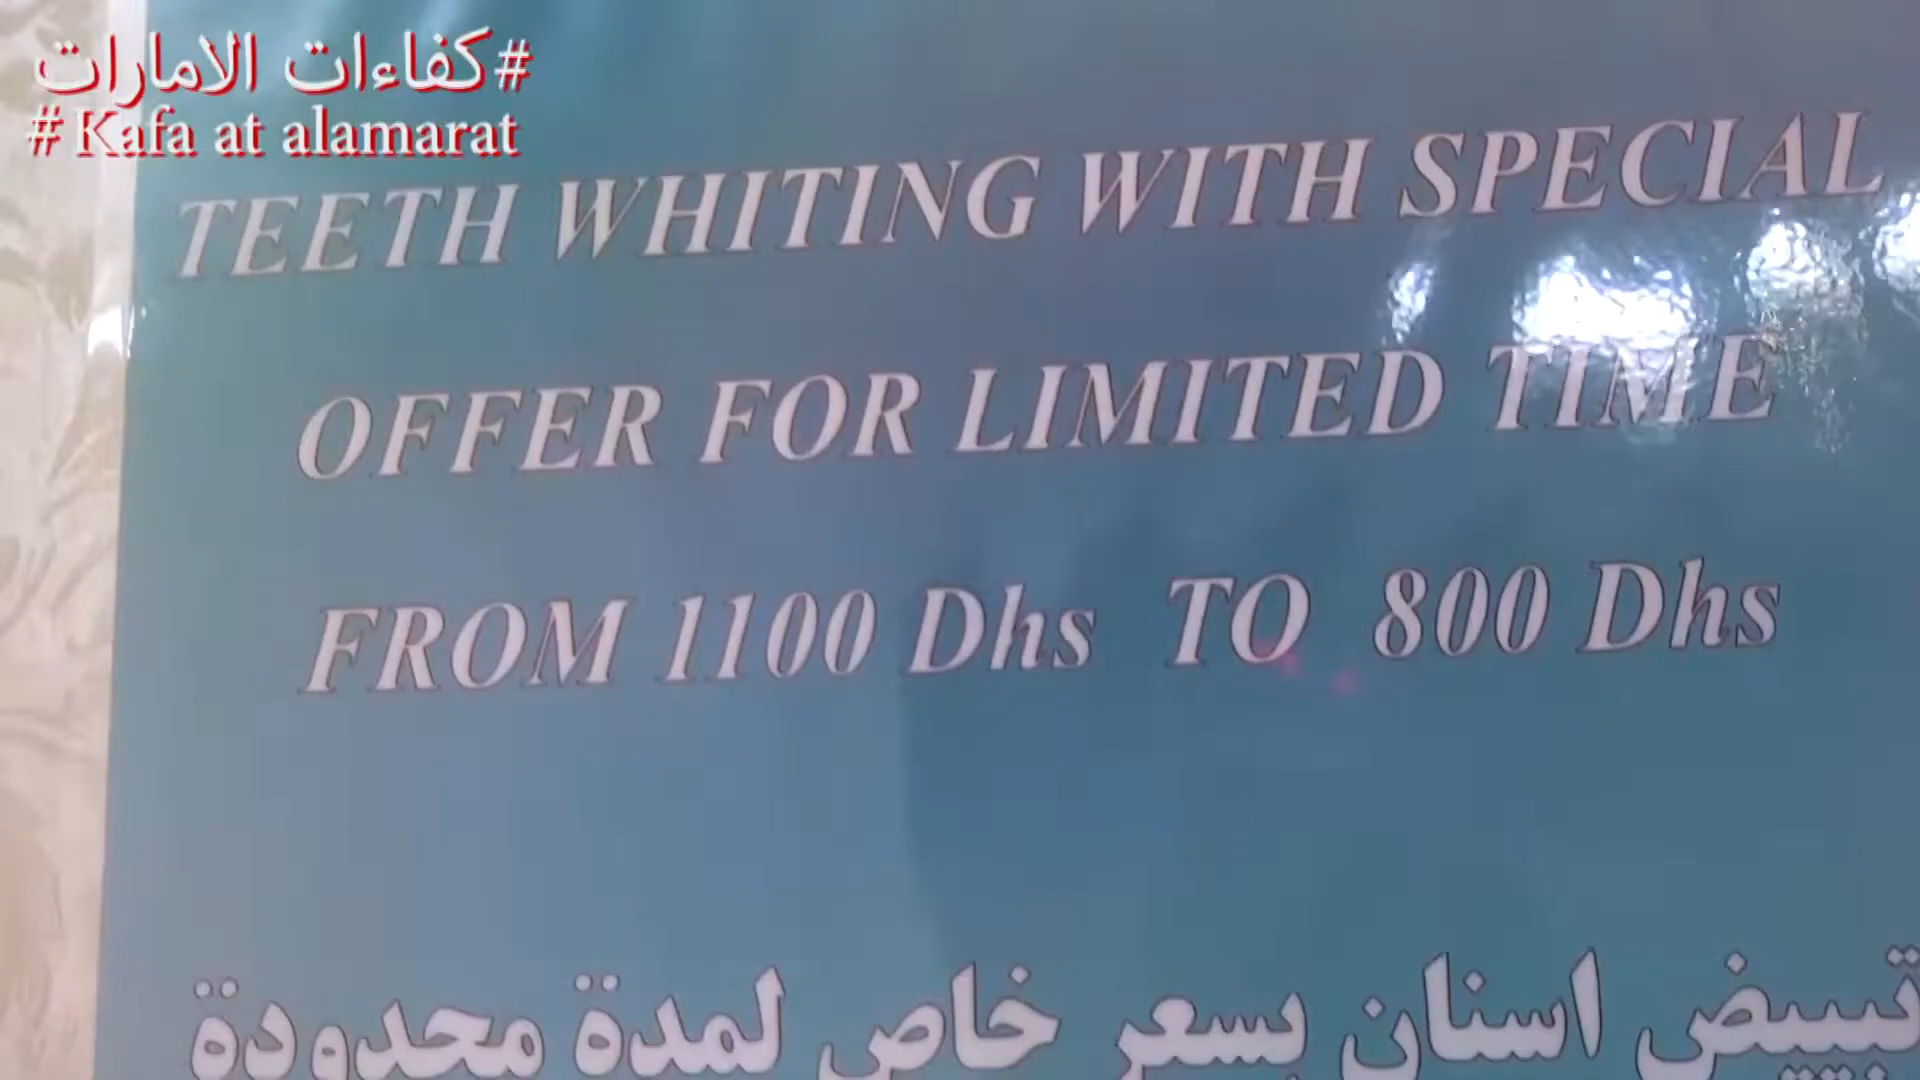 #كفاءات الامارات
#Kafa at alamarat
TEETH WHITING WITH SPECIAL
OFFER FOR LIMITED TIME
FROM 1100 Dhs TO 800 Dhs
تبييض اسنان بسعر خاص لمدة محدودة